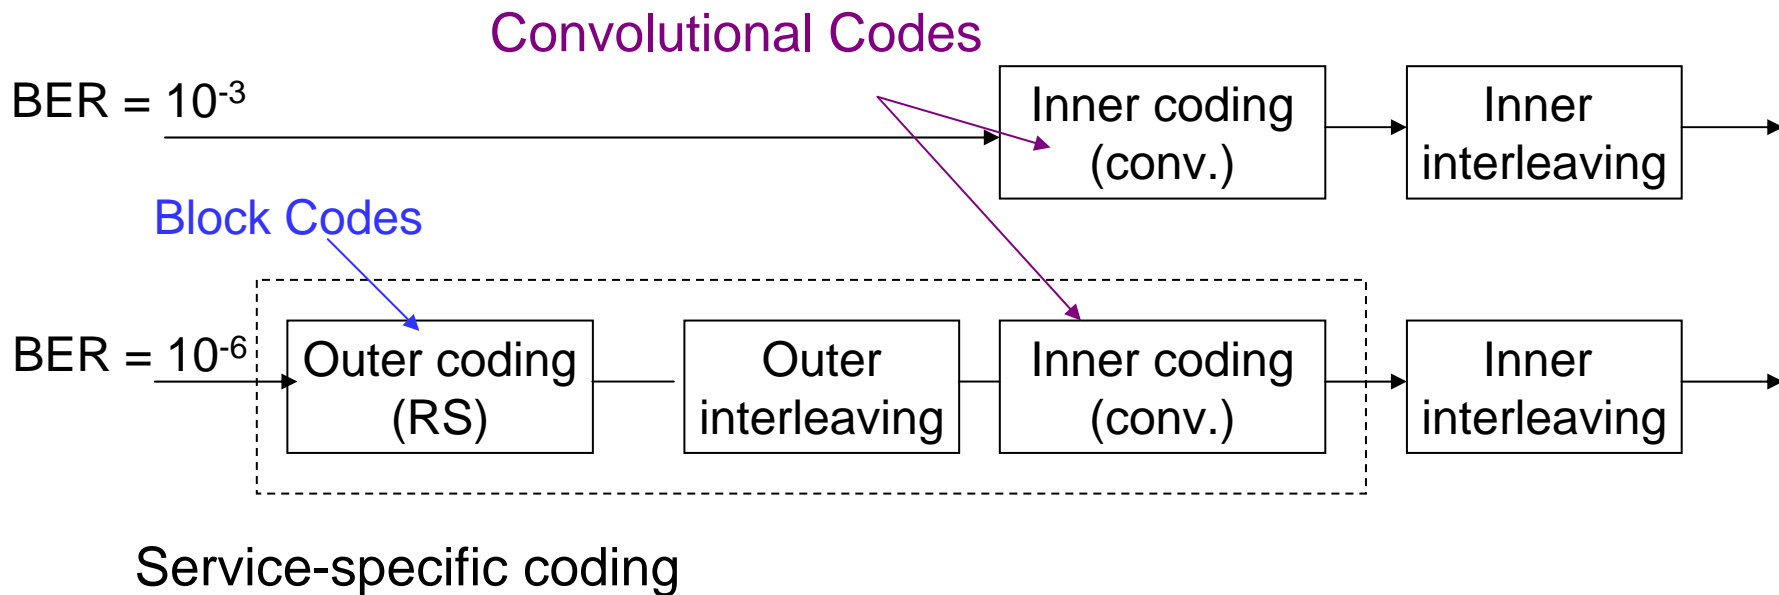 Convolutional Codes
BER = 10⁻³
Inner coding
(conv.)
Inner
interleaving
Block Codes
BER = 10⁻⁶
Outer coding
(RS)
Outer
interleaving
Inner coding
(conv.)
Inner
interleaving
Service-specific coding